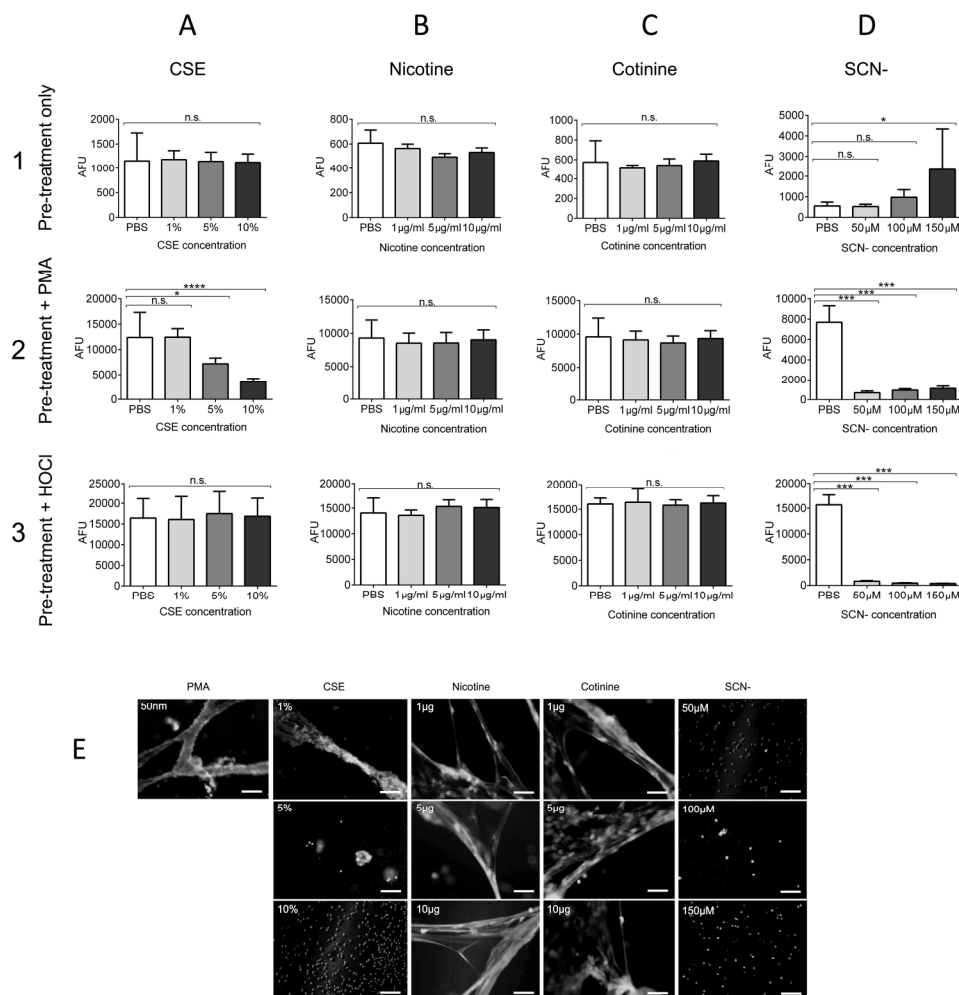 A B C D
CSE Nicotine Cotinine SCN-
1
Pre-treatment only
AFU
2000
1500
1000
500
0
n.s.
PBS 1% 5% 10%
CSE concentration
AFU
800
600
400
200
0
n.s.
PBS 1µg/ml 5µg/ml 10µg/ml
Nicotine concentration
AFU
1000
800
600
400
200
0
n.s.
PBS 1µg/ml 5µg/ml 10µg/ml
Cotinine concentration
AFU
5000
4000
3000
2000
1000
0
*
n.s.
n.s.
PBS 50µM 100µM 150µM
SCN- concentration
2
Pre-treatment + PMA
AFU
20000
15000
10000
5000
0
****
*
n.s.
PBS 1% 5% 10%
CSE concentration
AFU
15000
10000
5000
0
n.s.
PBS 1µg/ml 5µg/ml 10µg/ml
Nicotine concentration
AFU
15000
10000
5000
0
n.s.
PBS 1µg/ml 5µg/ml 10µg/ml
Cotinine concentration
AFU
10000
8000
6000
4000
2000
0
***
***
***
PBS 50µM 100µM 150µM
SCN- concentration
3
Pre-treatment + HOCl
AFU
25000
20000
15000
10000
5000
0
n.s.
PBS 1% 5% 10%
CSE concentration
AFU
20000
15000
10000
5000
0
n.s.
PBS 1µg/ml 5µg/ml 10µg/ml
Nicotine concentration
AFU
20000
15000
10000
5000
0
n.s.
PBS 1µg/ml 5µg/ml 10µg/ml
Cotinine concentration
AFU
20000
15000
10000
5000
0
***
***
***
PBS 50µM 100µM 150µM
SCN- concentration
E
PMA CSE Nicotine Cotinine SCN-
50nm 1% 1µg 1µg 50µM
5% 5µg 5µg 100µM
10% 10µg 10µg 150µM